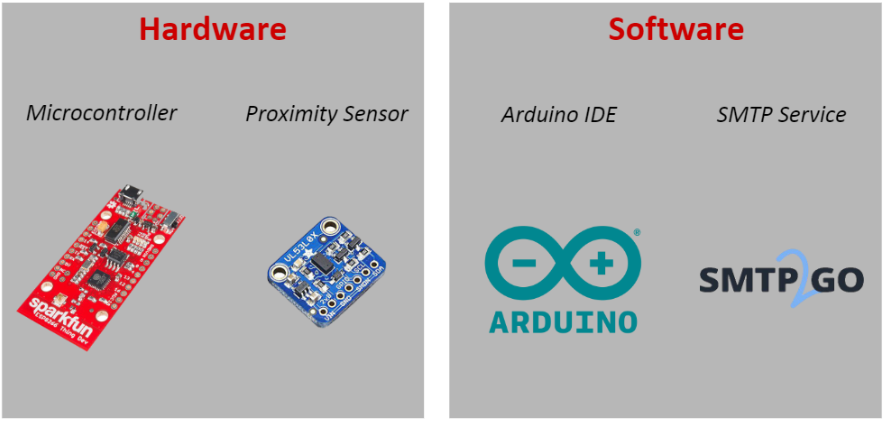 Hardware
Software
Microcontroller
Proximity Sensor
Arduino IDE
SMTP Service
VL53L0X
sparkfun
ESP8266 Thing Dev
ARDUINO
®
SMTP2GO